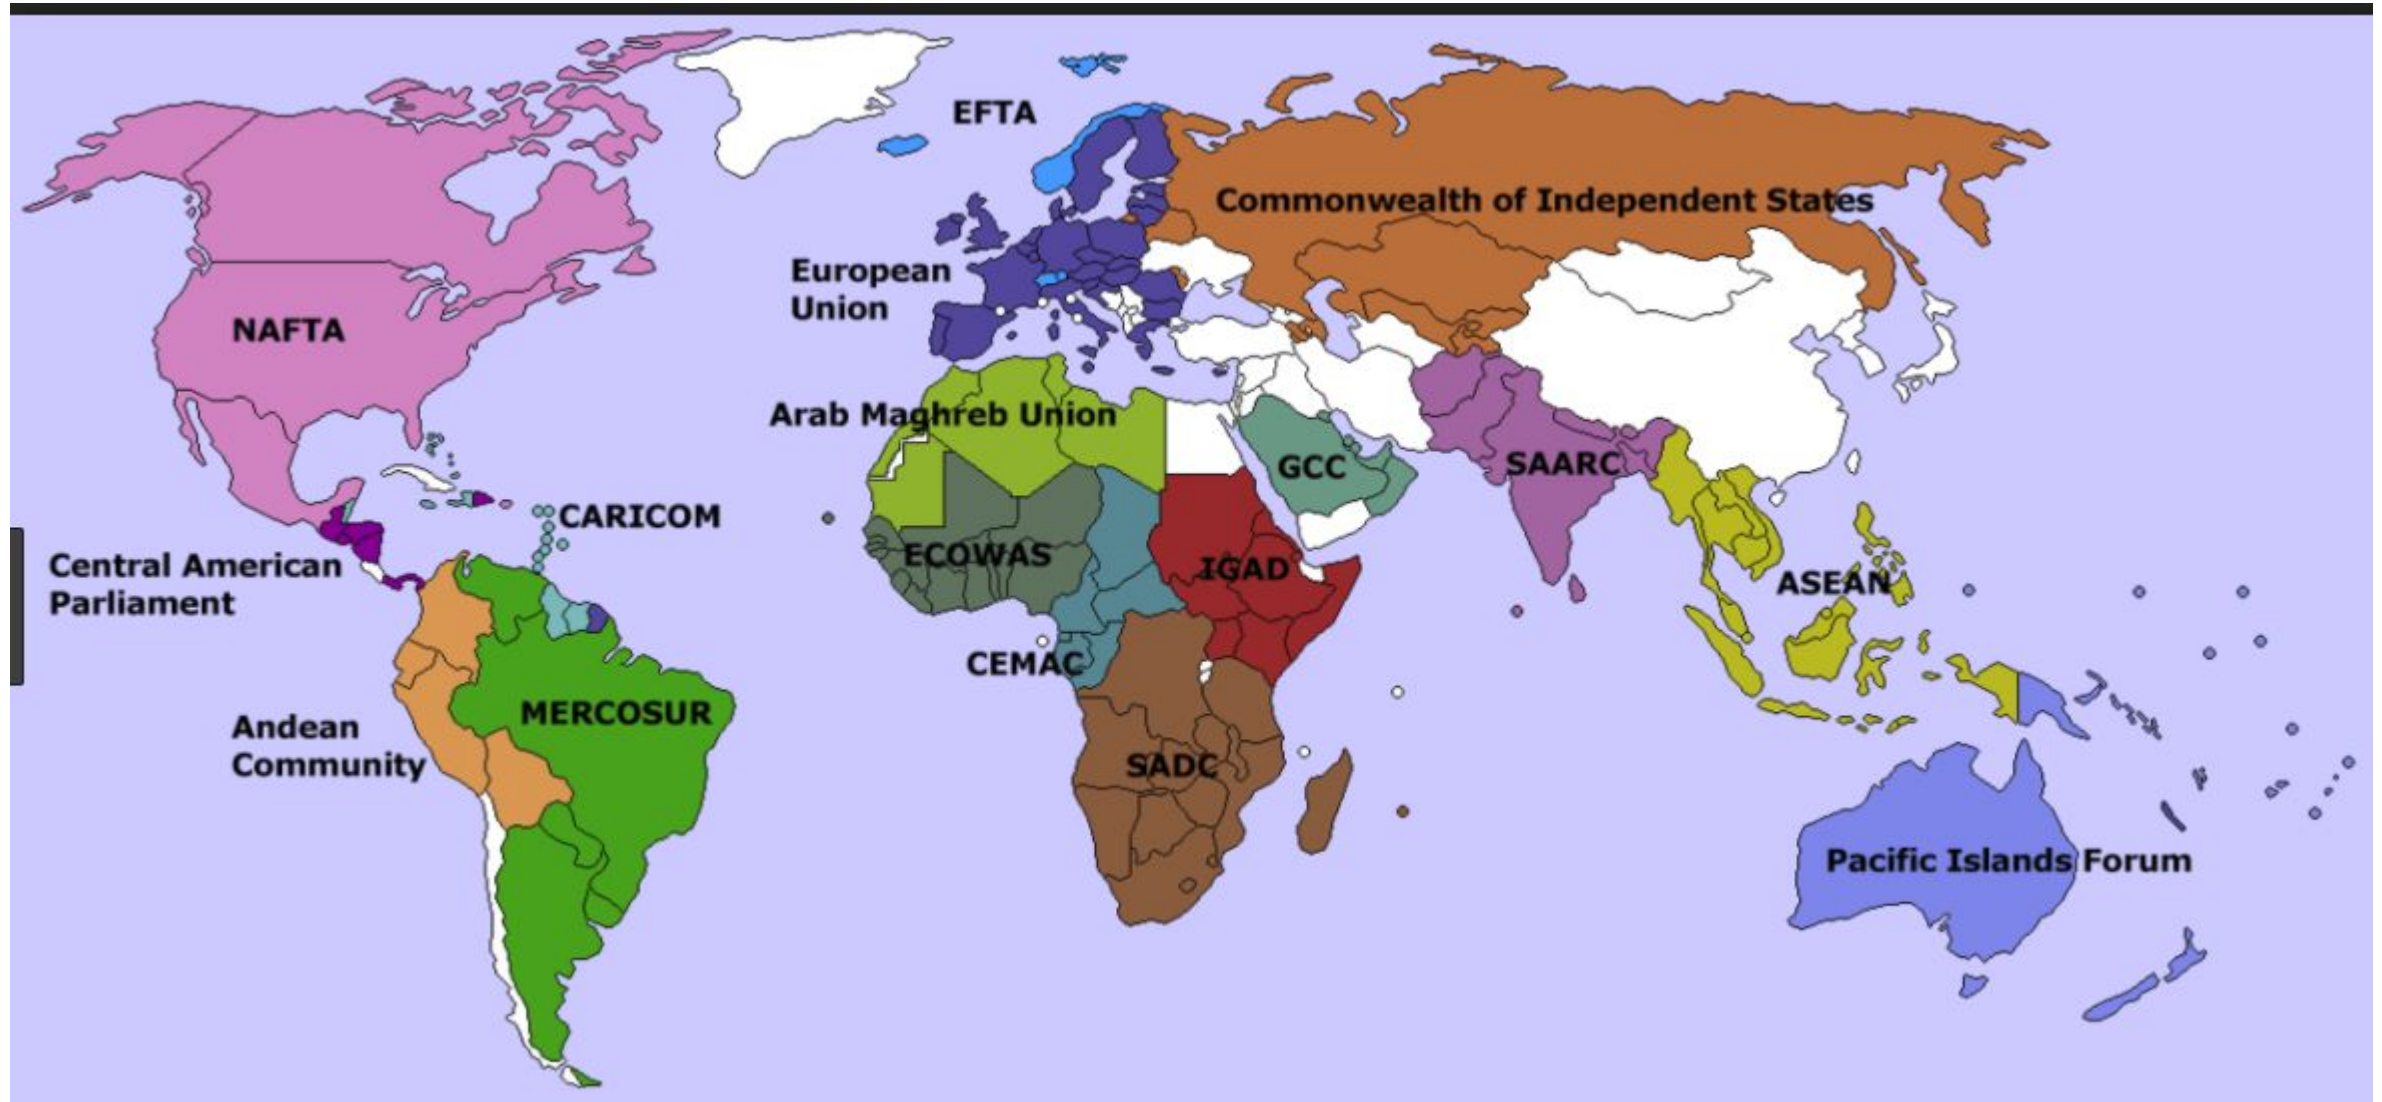 EFTA
Commonwealth of Independent States
European
Union
NAFTA
Arab Maghreb Union
GCC
SAARC
CARICOM
ECOWAS
IGAD
Central American
Parliament
ASEAN
CEMAC
MERCOSUR
Andean
Community
SADC
Pacific Islands Forum